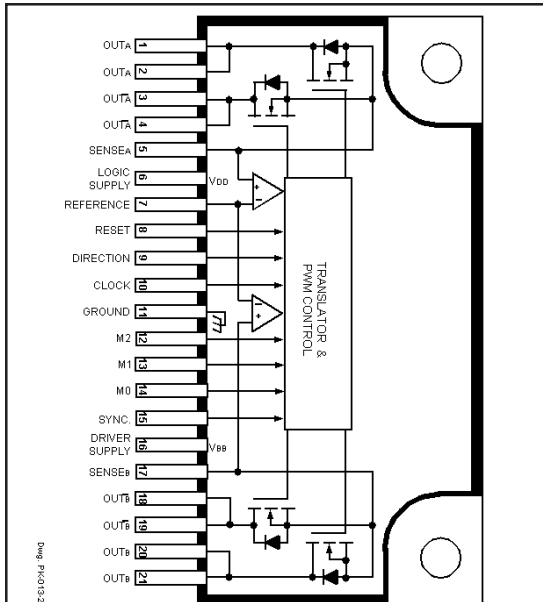 OUTA 1
OUTA 2
OUTA̅ 3
OUTA̅ 4
SENSEA 5
LOGIC SUPPLY 6 VDD
REFERENCE 7
RESET 8
DIRECTION 9
CLOCK 10
GROUND 11
M2 12
M1 13
M0 14
SYNC. 15
DRIVER SUPPLY 16 VBB
SENSEB 17
OUTB̅ 18
OUTB̅ 19
OUTB 20
OUTB 21
+
−
−
+
TRANSLATOR &
PWM CONTROL
Dwg. PK-013-2